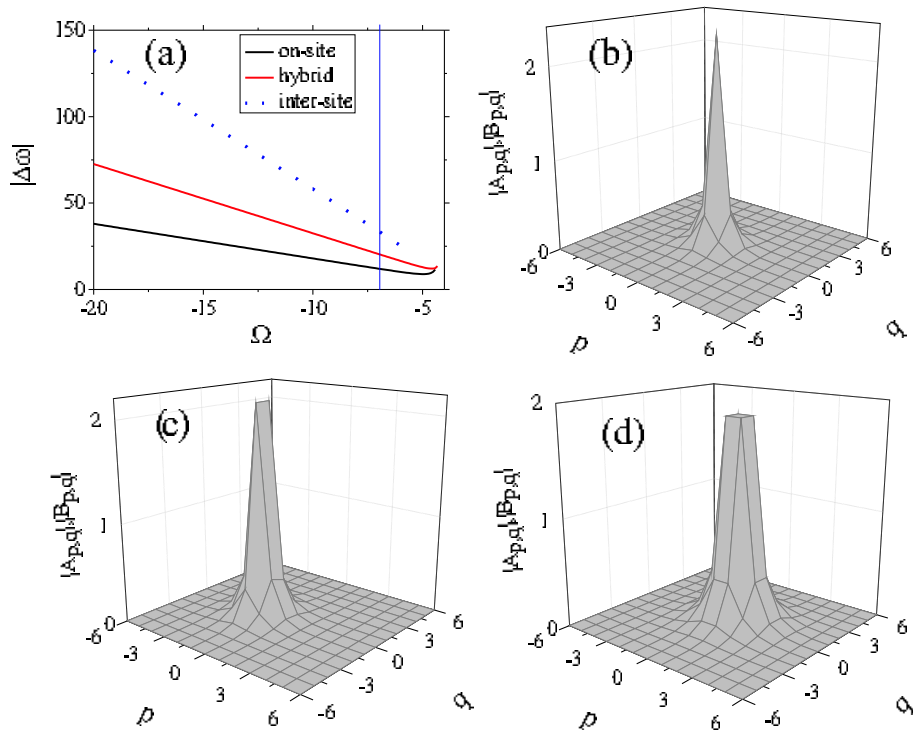 150
100
50
0
-20
-15
-10
-5
Ω
|Δω|
(a)
on-site
hybrid
inter-site
(b)
2
1
0
|A_{p,q}|,|B_{p,q}|
-6
-3
0
3
6
p
-6
-3
0
3
6
q
(c)
2
1
0
|A_{p,q}|,|B_{p,q}|
-6
-3
0
3
6
p
-6
-3
0
3
6
q
(d)
2
1
0
|A_{p,q}|,|B_{p,q}|
-6
-3
0
3
6
p
-6
-3
0
3
6
q